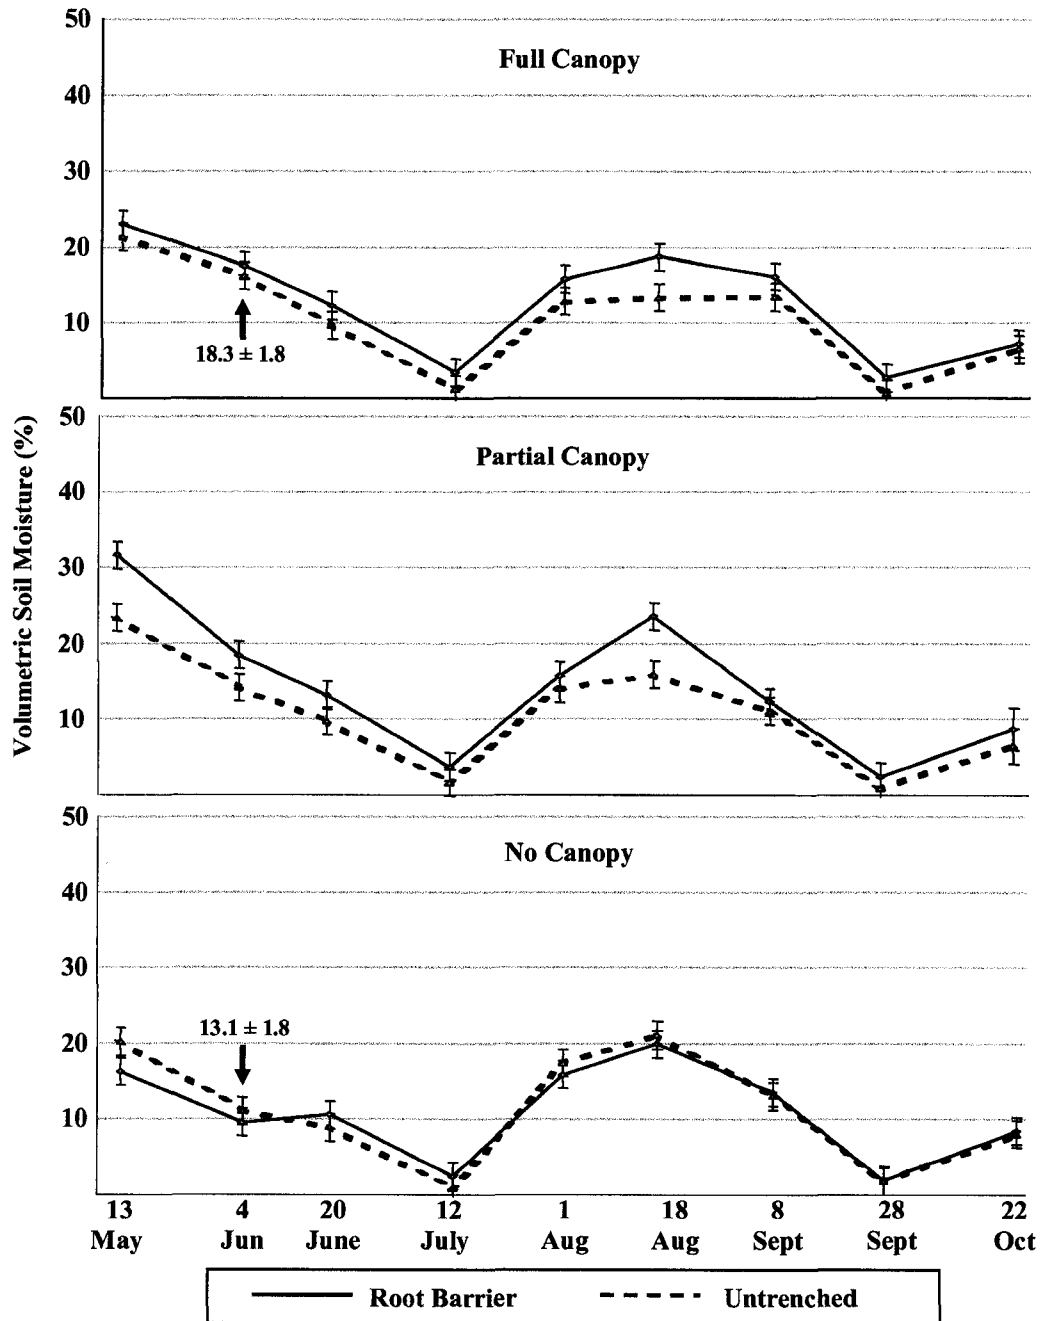 50
Full Canopy
40
30
20
10
18.3 ± 1.8
Volumetric Soil Moisture (%)
50
Partial Canopy
40
30
20
10
50
No Canopy
40
30
20
10
13.1 ± 1.8
13 4 20 12 1 18 8 28 22
May Jun June July Aug Aug Sept Sept Oct
Root Barrier Untrenched